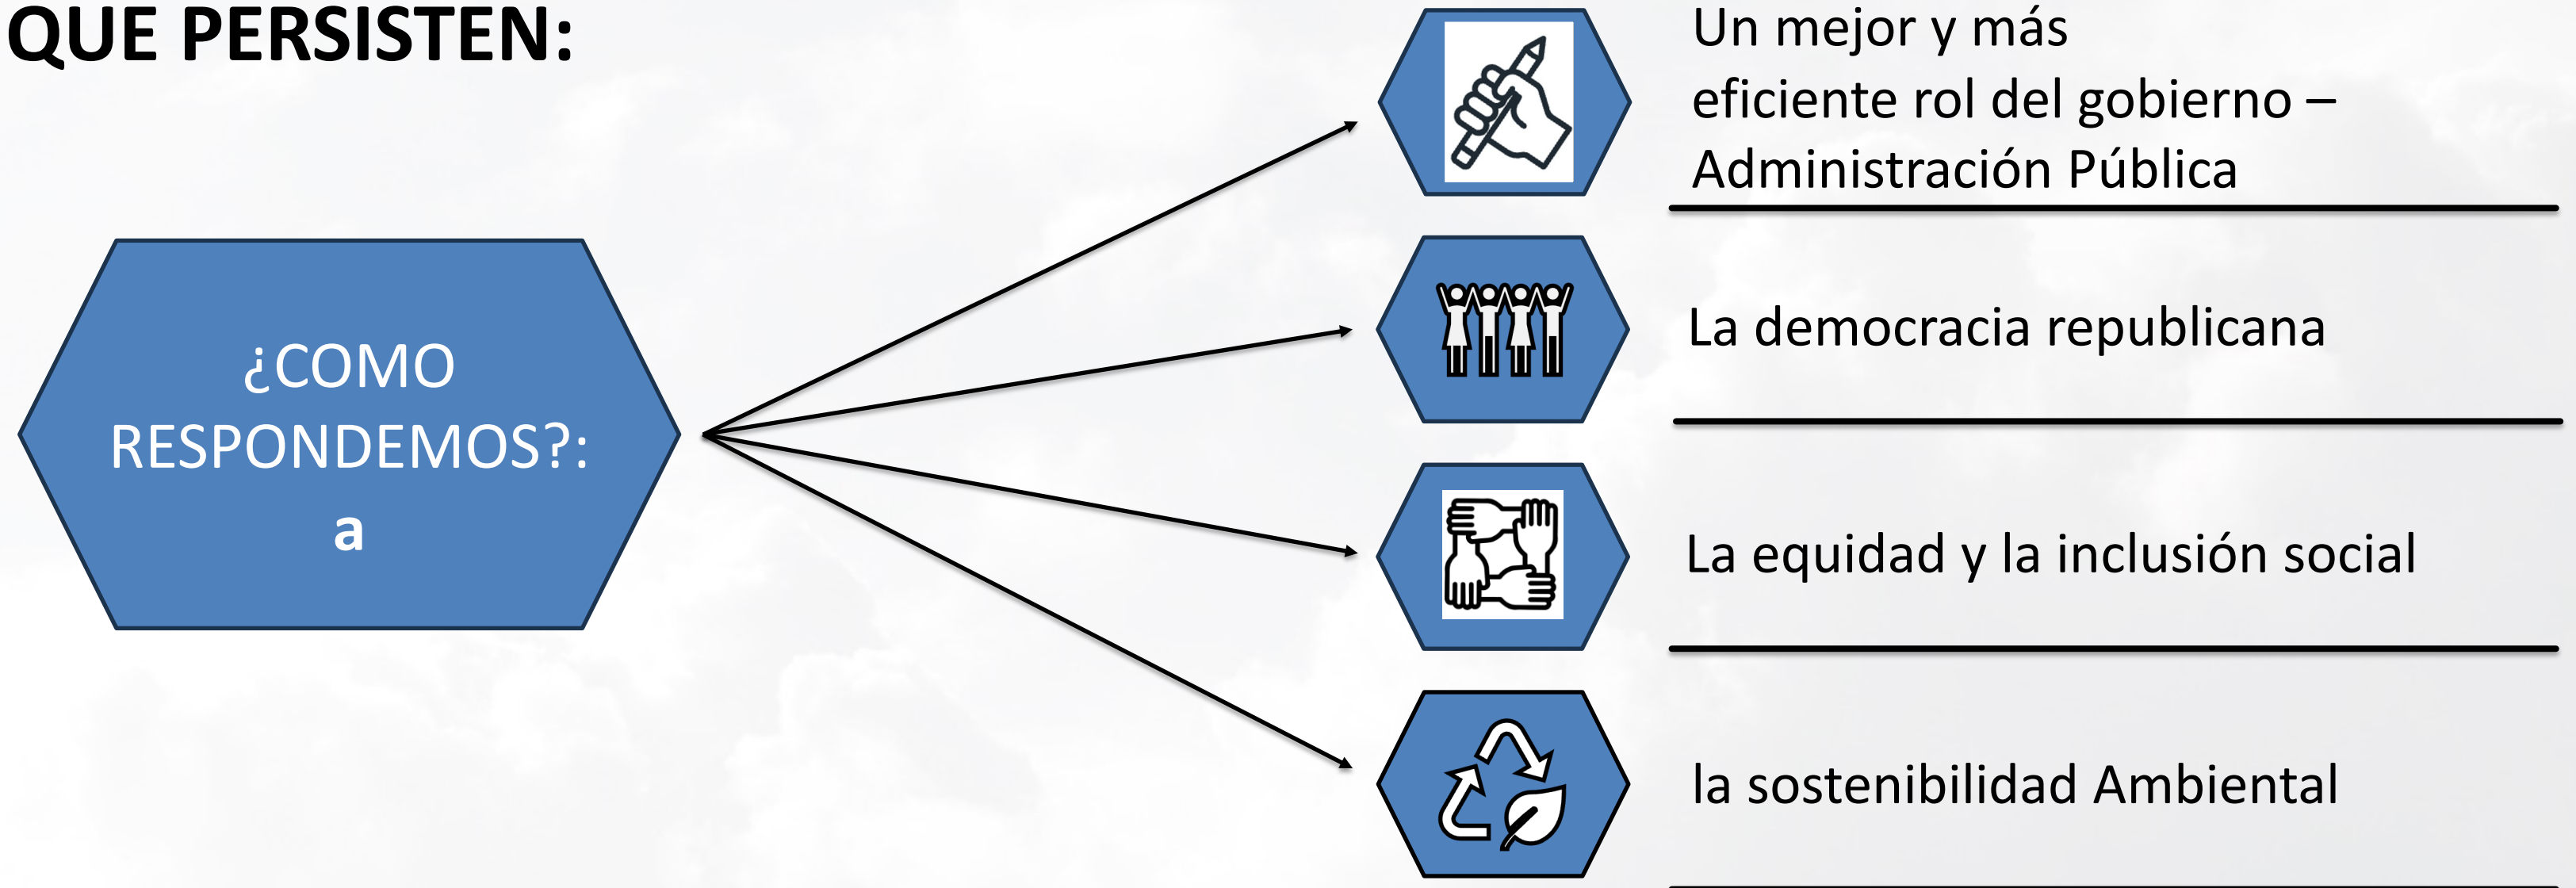 QUE PERSISTEN:
¿COMO
RESPONDEMOS?:
a
Un mejor y más
eficiente rol del gobierno –
Administración Pública
La democracia republicana
La equidad y la inclusión social
la sostenibilidad Ambiental